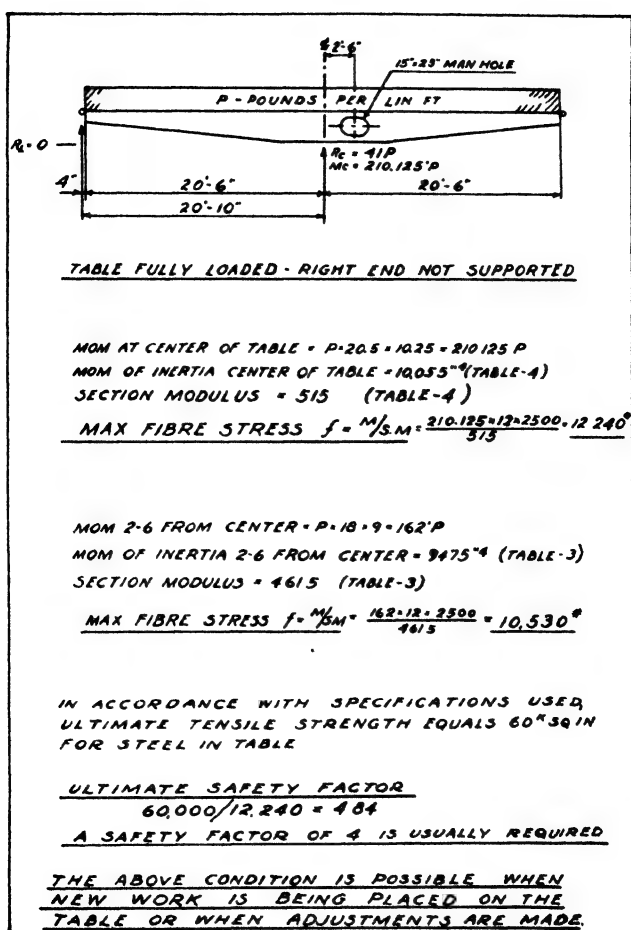 ¢ 2'-6"
15"×23" MAN HOLE
P - POUNDS PER LIN FT
RL = 0
RC = 41P
MC = 210.125'P
4"
20'-6"
20'-6"
20'-10"
TABLE FULLY LOADED - RIGHT END NOT SUPPORTED
MOM AT CENTER OF TABLE = P×20.5×10.25 = 210 125 P
MOM OF INERTIA CENTER OF TABLE = 10,055"⁴ (TABLE-4)
SECTION MODULUS = 515 (TABLE-4)
MAX FIBRE STRESS f = M/S.M = 210.125×12×2500/515 = 12 240#
MOM 2-6 FROM CENTER = P×18×9 = 162'P
MOM OF INERTIA 2-6 FROM CENTER = 9475"⁴ (TABLE-3)
SECTION MODULUS = 4615 (TABLE-3)
MAX FIBRE STRESS f = M/SM = 162×12×2500/4615 = 10,530#
IN ACCORDANCE WITH SPECIFICATIONS USED,
ULTIMATE TENSILE STRENGTH EQUALS 60ᴷ SQ IN
FOR STEEL IN TABLE
ULTIMATE SAFETY FACTOR
60,000/12,240 = 4 84
A SAFETY FACTOR OF 4 IS USUALLY REQUIRED
THE ABOVE CONDITION IS POSSIBLE WHEN
NEW WORK IS BEING PLACED ON THE
TABLE OR WHEN ADJUSTMENTS ARE MADE.